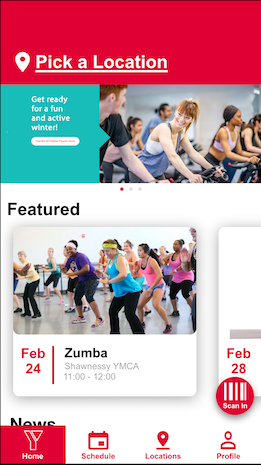 Pick a Location
Get ready
for a fun
and active
winter!
Featured
Feb
24
Zumba
Shawnessy YMCA
11:00 - 12:00
Feb
28
Scan In
News
Home
Schedule
Locations
Profile